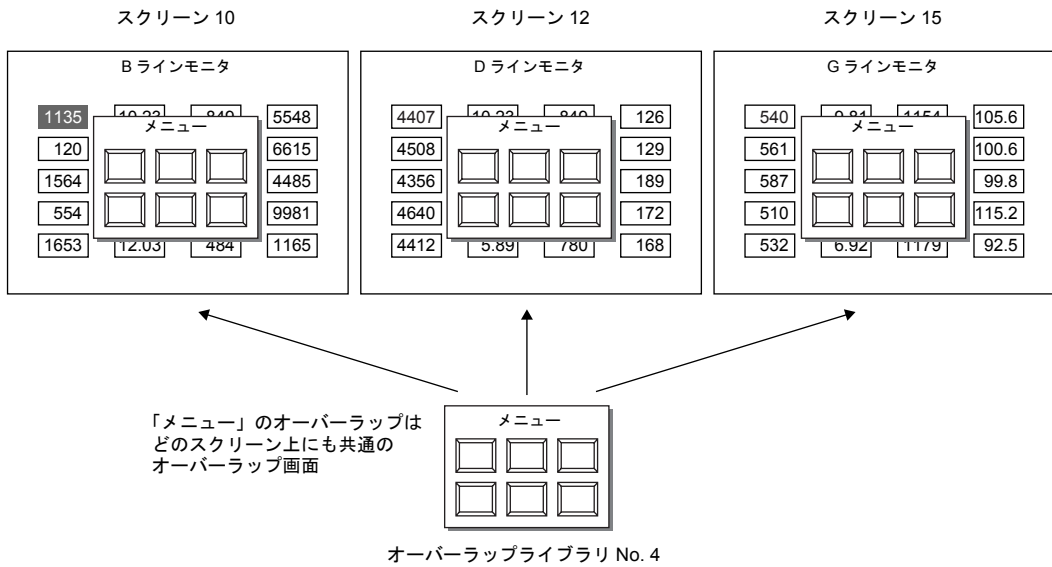 スクリーン 10
スクリーン 12
スクリーン 15
B ラインモニタ
1135 5548
メニュー
120 6615
1564 4485
554 9981
1653 12.03 484 1165
D ラインモニタ
4407 126
メニュー
4508 129
4356 189
4640 172
4412 5.89 780 168
G ラインモニタ
540 1154 105.6
メニュー
561 100.6
587 99.8
510 115.2
532 6.92 1179 92.5
「メニュー」のオーバーラップは
どのスクリーン上にも共通の
オーバーラップ画面
メニュー
オーバーラップライブラリ No. 4